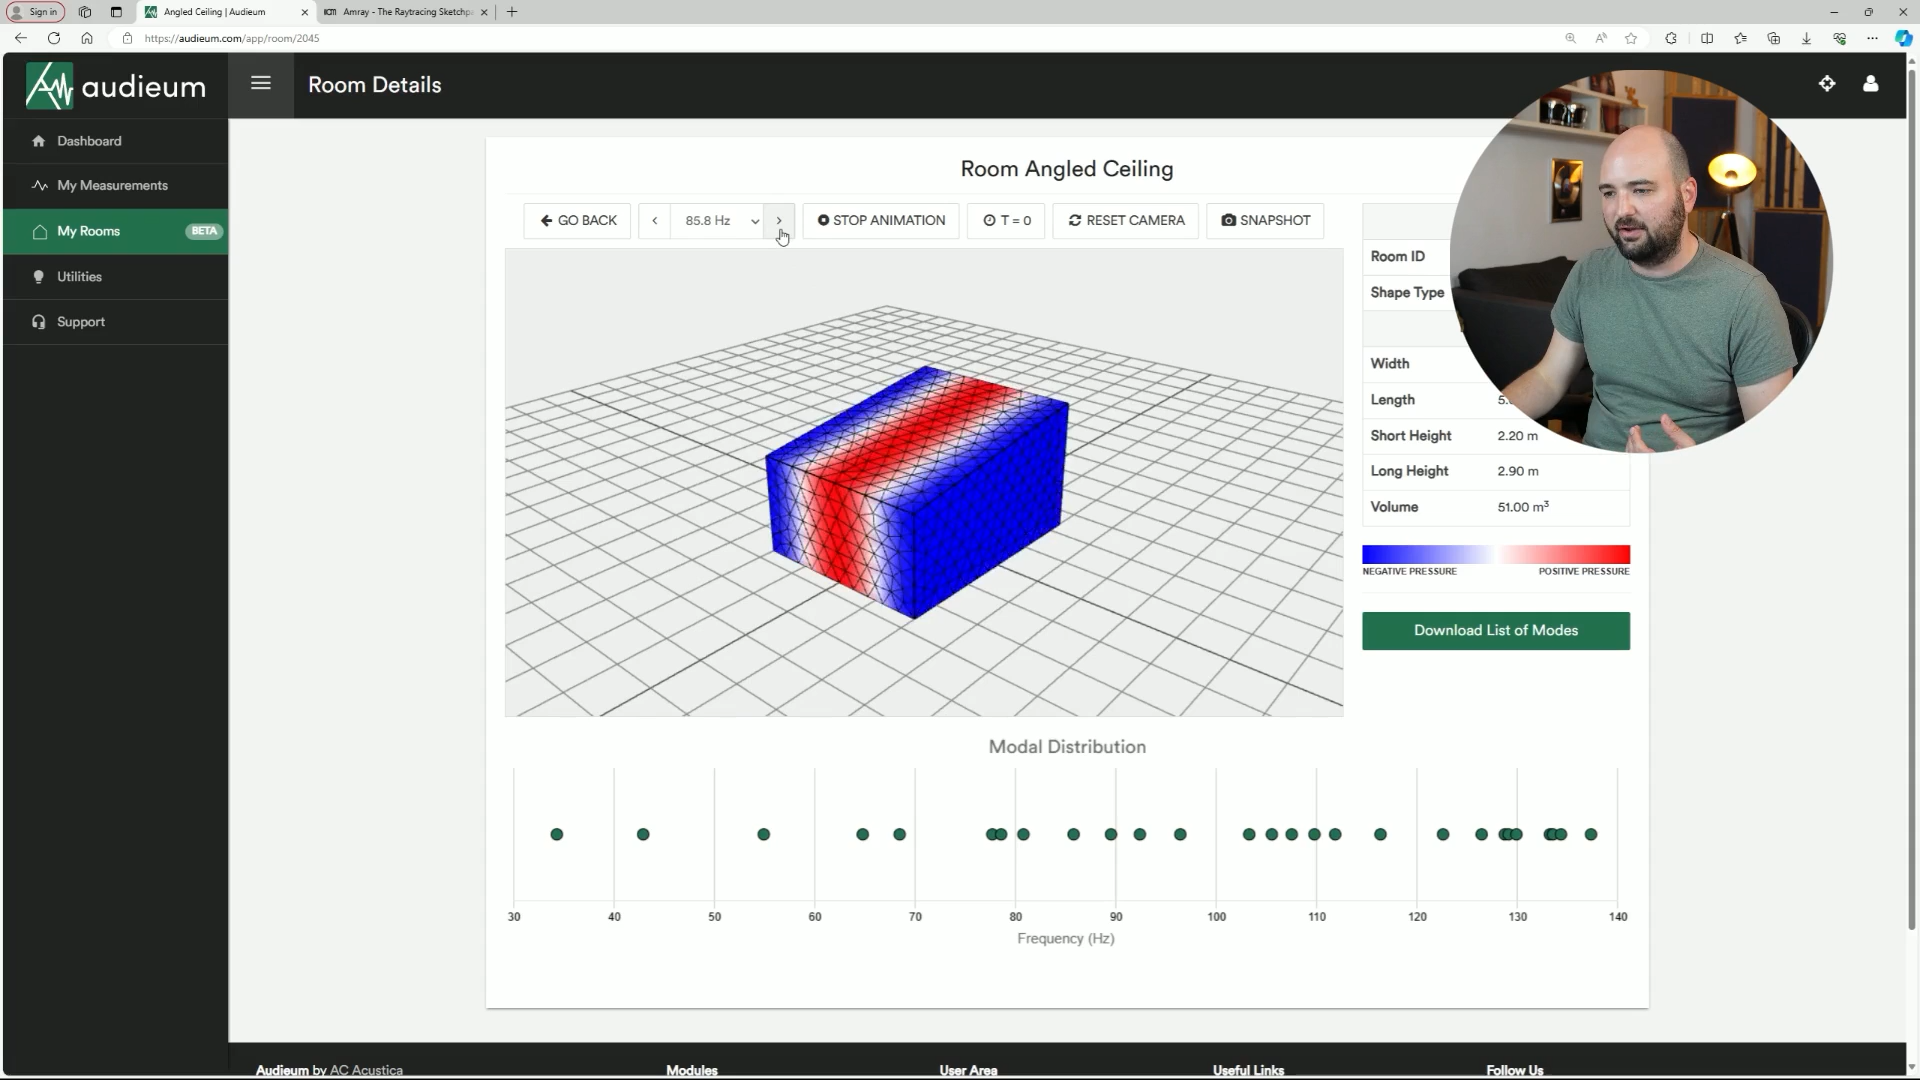 Sign in
Angled Ceiling | Audieum
Amray - The Raytracing Sketchp
https://audieum.com/app/room/2045
audieum
Room Details
Dashboard
My Measurements
My Rooms BETA
Utilities
Support
Room Angled Ceiling
GO BACK
85.8 Hz
STOP ANIMATION
T = 0
RESET CAMERA
SNAPSHOT
Room ID
Shape Type
Width
Length
Short Height 2.20 m
Long Height 2.90 m
Volume 51.00 m³
NEGATIVE PRESSURE POSITIVE PRESSURE
Download List of Modes
Modal Distribution
30 40 50 60 70 80 90 100 110 120 130 140
Frequency (Hz)
Audieum by AC Acustica
Modules
User Area
Useful Links
Follow Us